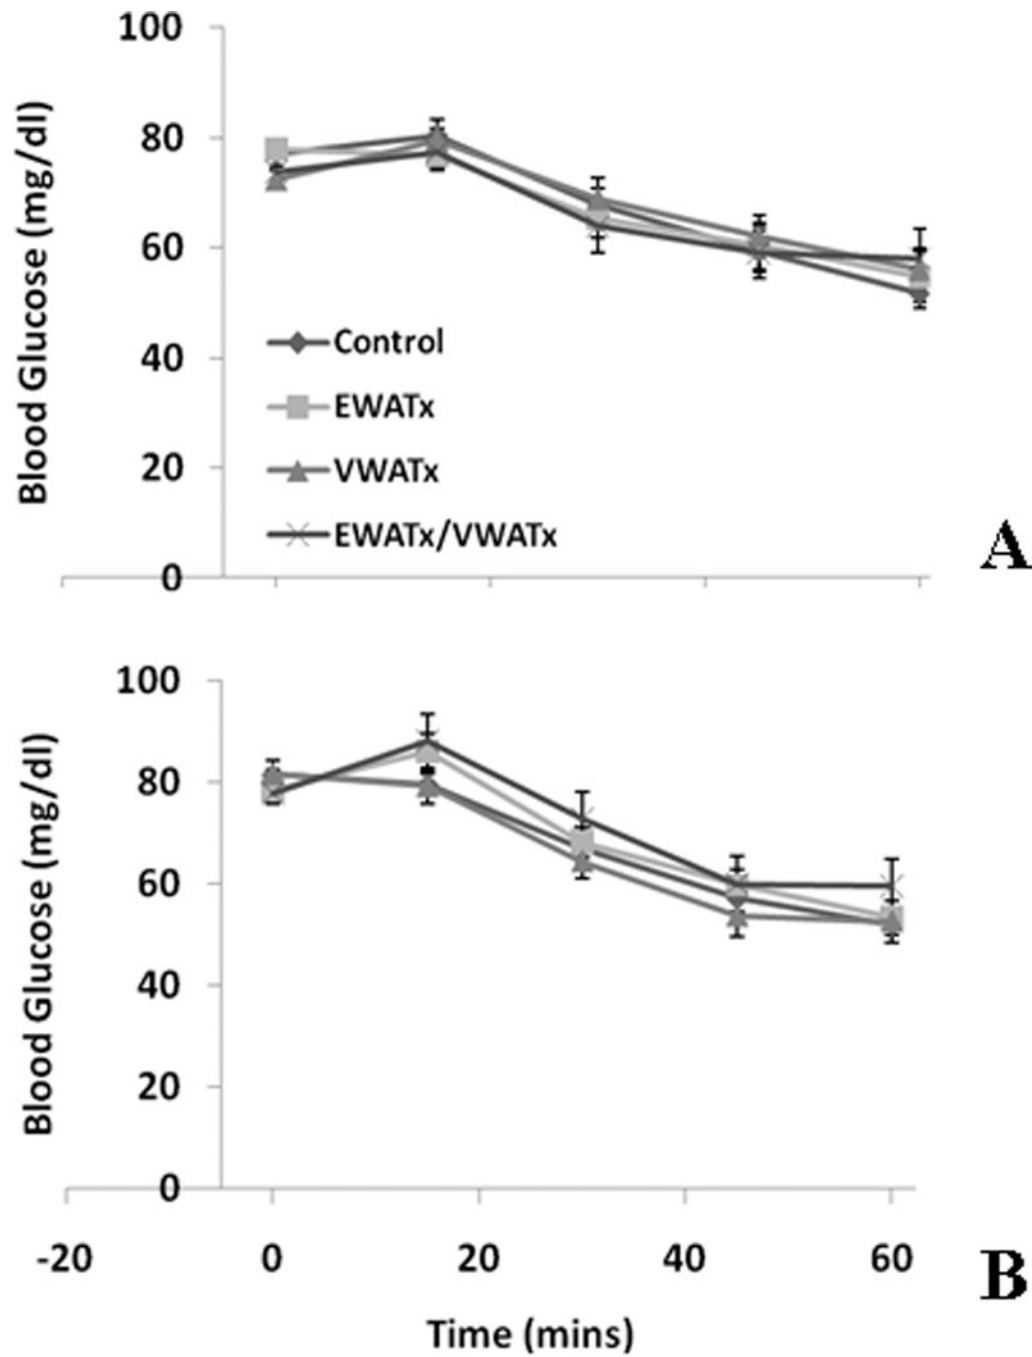 100
80
60
40
20
0
Blood Glucose (mg/dl)
Control
EWATx
VWATx
EWATx/VWATx
A
100
80
60
40
20
0
Blood Glucose (mg/dl)
-20 0 20 40 60
Time (mins)
B